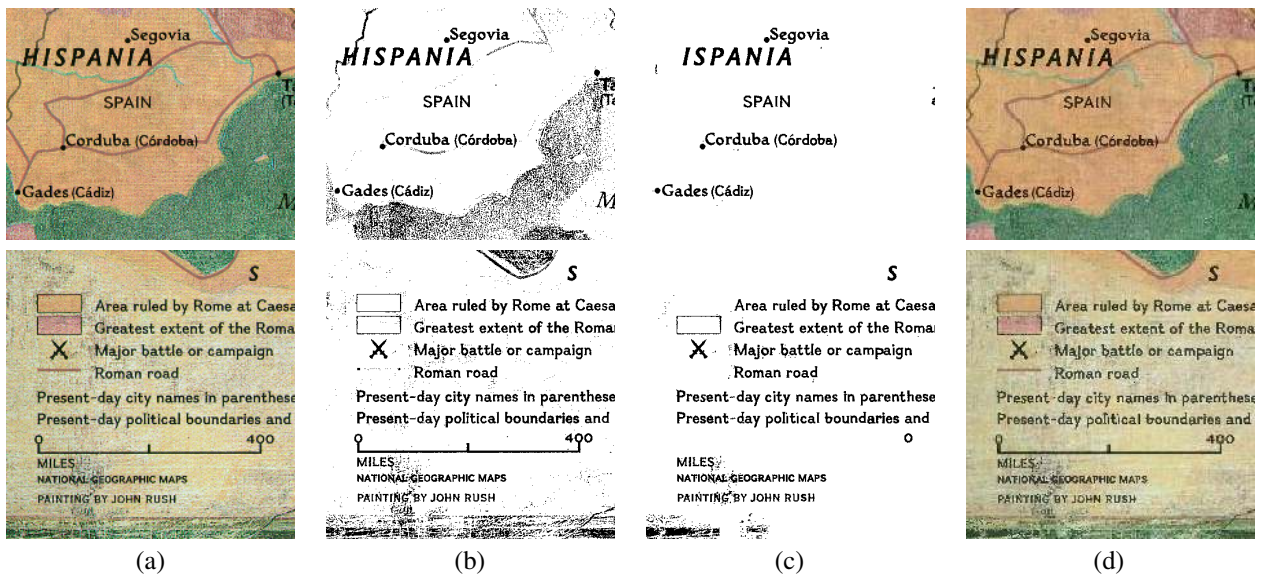 Segovia
HISPANIA
Ta
SPAIN
(Ta
Corduba (Córdoba)
Gades (Cádiz)
M
Segovia
HISPANIA
Ta
SPAIN
(Ta
Corduba (Córdoba)
Gades (Cádiz)
M
Segovia
ISPANIA
SPAIN
Corduba (Córdoba)
Gades (Cádiz)
Segovia
HISPANIA
Ta
SPAIN
(Ta
Corduba (Córdoba)
Gades (Cádiz)
M
S
Area ruled by Rome at Caesa
Greatest extent of the Roma
Major battle or campaign
Roman road
Present-day city names in parenthese
Present-day political boundaries and
0 400
MILES
NATIONAL GEOGRAPHIC MAPS
PAINTING BY JOHN RUSH
S
Area ruled by Rome at Caesa
Greatest extent of the Roma
Major battle or campaign
Roman road
Present-day city names in parenthese
Present-day political boundaries and
0 400
MILES
NATIONAL GEOGRAPHIC MAPS
PAINTING BY JOHN RUSH
S
Area ruled by Rome at Caesa
Greatest extent of the Roma
Major battle or campaign
Roman road
Present-day city names in parenthese
Present-day political boundaries and
0
MILES
NATIONAL GEOGRAPHIC MAPS
PAINTING BY JOHN RUSH
S
Area ruled by Rome at Caesa
Greatest extent of the Roma
Major battle or campaign
Roman road
Present-day city names in parenthese
Present-day political boundaries and
0 400
MILES
NATIONAL GEOGRAPHIC MAPS
PAINTING BY JOHN RUSH
(a) (b) (c) (d)